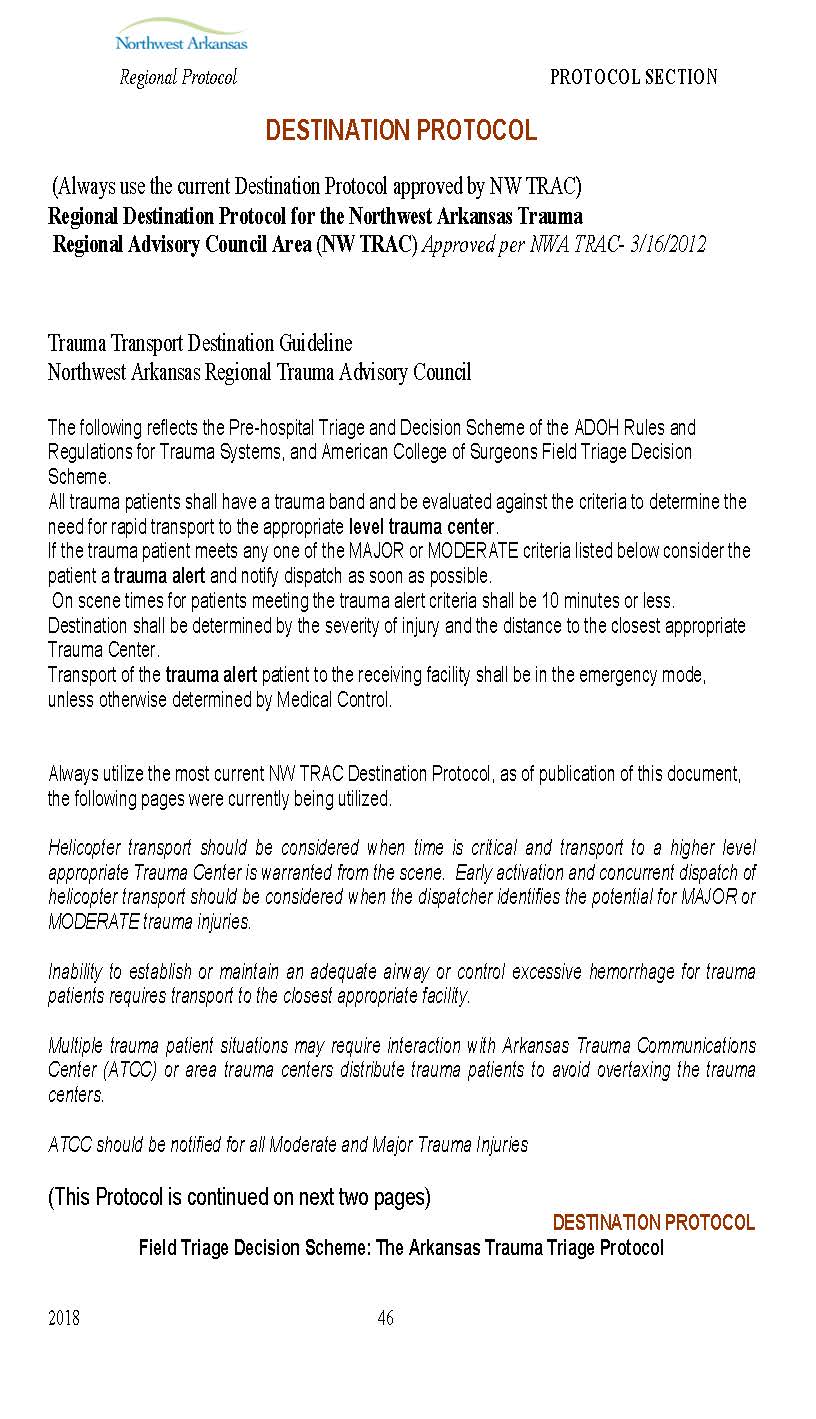 Northwest Arkansas
Regional Protocol PROTOCOL SECTION
DESTINATION PROTOCOL
(Always use the current Destination Protocol approved by NW TRAC)
Regional Destination Protocol for the Northwest Arkansas Trauma
Regional Advisory Council Area (NW TRAC) Approved per NWA TRAC- 3/16/2012
Trauma Transport Destination Guideline
Northwest Arkansas Regional Trauma Advisory Council
The following reflects the Pre-hospital Triage and Decision Scheme of the ADOH Rules and
Regulations for Trauma Systems, and American College of Surgeons Field Triage Decision
Scheme.
All trauma patients shall have a trauma band and be evaluated against the criteria to determine the
need for rapid transport to the appropriate level trauma center.
If the trauma patient meets any one of the MAJOR or MODERATE criteria listed below consider the
patient a trauma alert and notify dispatch as soon as possible.
On scene times for patients meeting the trauma alert criteria shall be 10 minutes or less.
Destination shall be determined by the severity of injury and the distance to the closest appropriate
Trauma Center.
Transport of the trauma alert patient to the receiving facility shall be in the emergency mode,
unless otherwise determined by Medical Control.
Always utilize the most current NW TRAC Destination Protocol, as of publication of this document,
the following pages were currently being utilized.
Helicopter transport should be considered when time is critical and transport to a higher level
appropriate Trauma Center is warranted from the scene. Early activation and concurrent dispatch of
helicopter transport should be considered when the dispatcher identifies the potential for MAJOR or
MODERATE trauma injuries.
Inability to establish or maintain an adequate airway or control excessive hemorrhage for trauma
patients requires transport to the closest appropriate facility.
Multiple trauma patient situations may require interaction with Arkansas Trauma Communications
Center (ATCC) or area trauma centers distribute trauma patients to avoid overtaxing the trauma
centers.
ATCC should be notified for all Moderate and Major Trauma Injuries
(This Protocol is continued on next two pages)
DESTINATION PROTOCOL
Field Triage Decision Scheme: The Arkansas Trauma Triage Protocol
2018 46